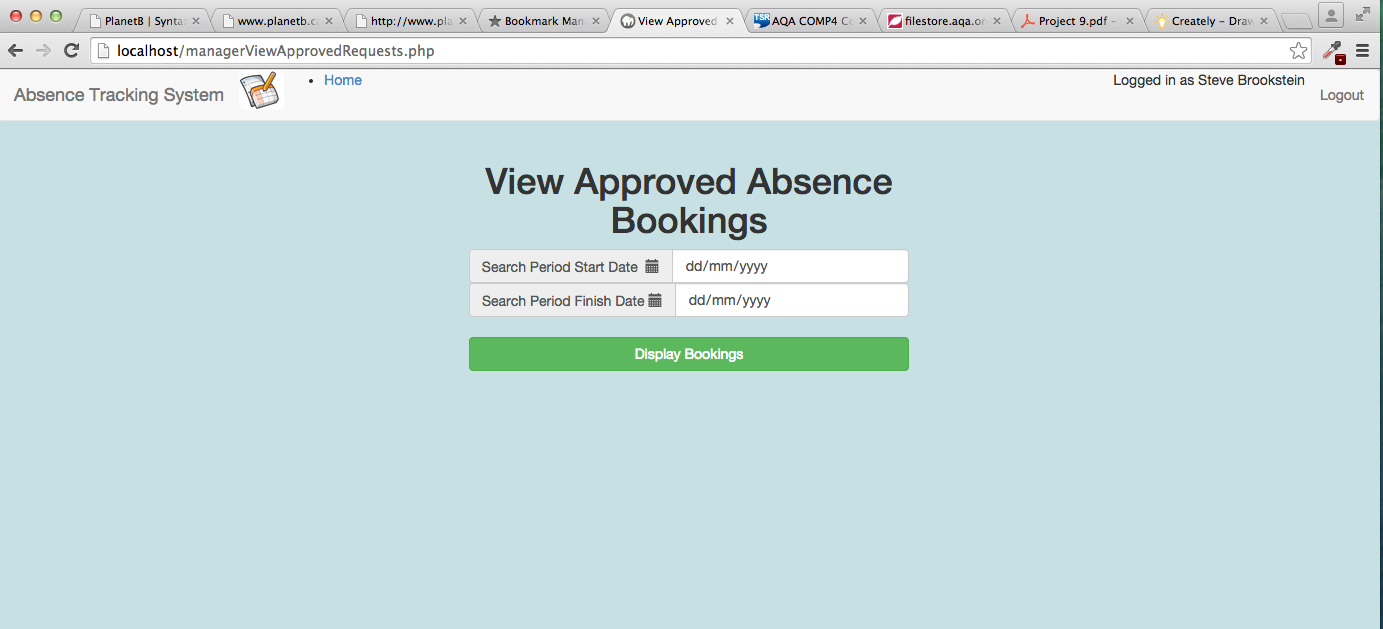 PlanetB | Synta
www.planetb.c
http://www.pla
Bookmark Man
View Approved
TSR AQA COMP4 Co
filestore.aqa.or
Project 9.pdf -
Creately - Draw
localhost/managerViewApprovedRequests.php
Absence Tracking System
Home
Logged in as Steve Brookstein
Logout
View Approved Absence
Bookings
Search Period Start Date dd/mm/yyyy
Search Period Finish Date dd/mm/yyyy
Display Bookings